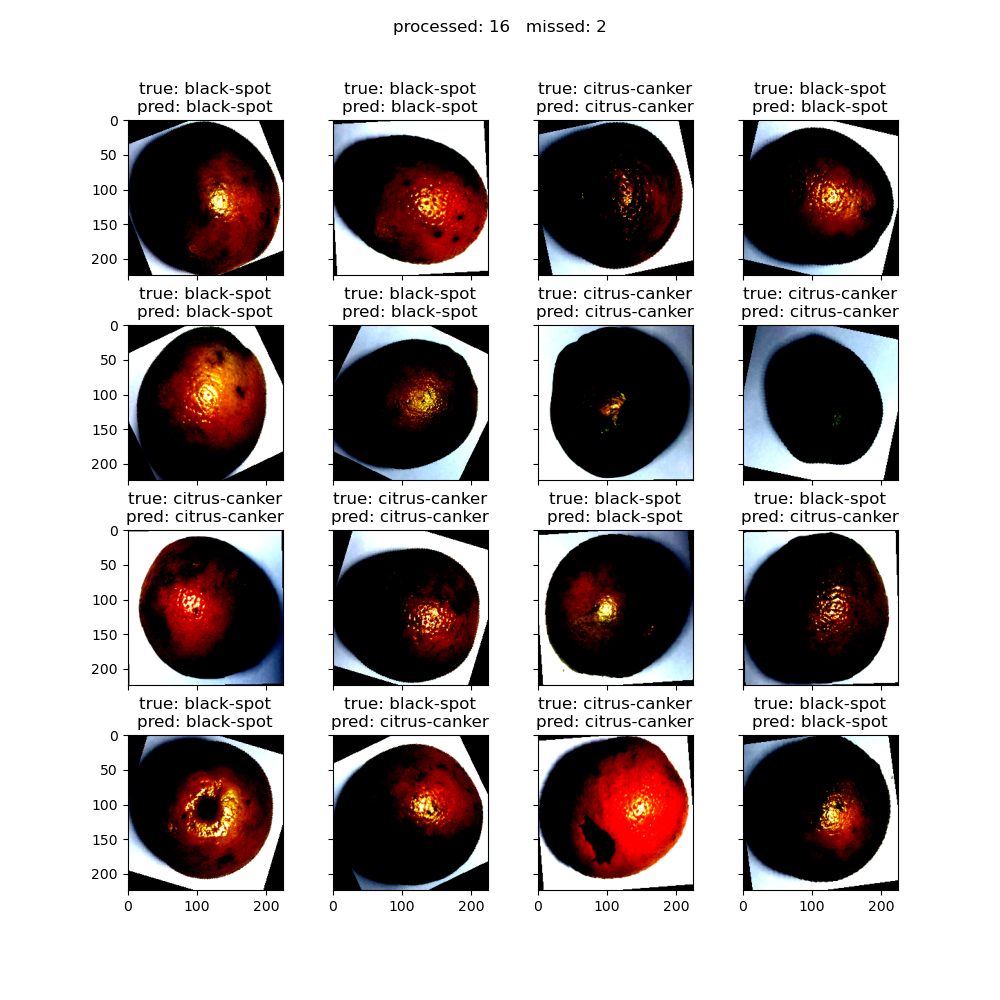 processed: 16   missed: 2
true: black-spot
pred: black-spot
true: black-spot
pred: black-spot
true: citrus-canker
pred: citrus-canker
true: black-spot
pred: black-spot
0
50
100
150
200
true: black-spot
pred: black-spot
true: black-spot
pred: black-spot
true: citrus-canker
pred: citrus-canker
true: citrus-canker
pred: citrus-canker
0
50
100
150
200
true: citrus-canker
pred: citrus-canker
true: citrus-canker
pred: citrus-canker
true: black-spot
pred: black-spot
true: black-spot
pred: citrus-canker
0
50
100
150
200
true: black-spot
pred: black-spot
true: black-spot
pred: citrus-canker
true: citrus-canker
pred: citrus-canker
true: black-spot
pred: black-spot
0
50
100
150
200
0 100 200
0 100 200
0 100 200
0 100 200